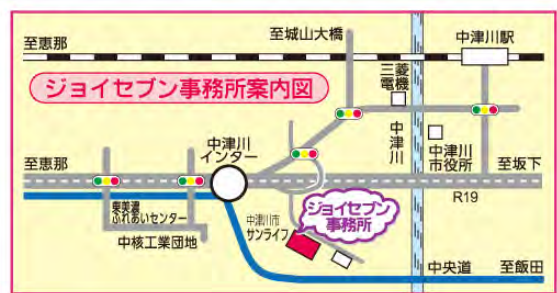 至恵那
至城山大橋
中津川駅
ジョイセブン事務所案内図
三菱
電機
中津川
中津川
市役所
中津川
インター
至恵那
至坂下
R19
東美濃
ふれあいセンター
中核工業団地
中津川市
サンライフ
ジョイセブン
事務所
中央道
至飯田